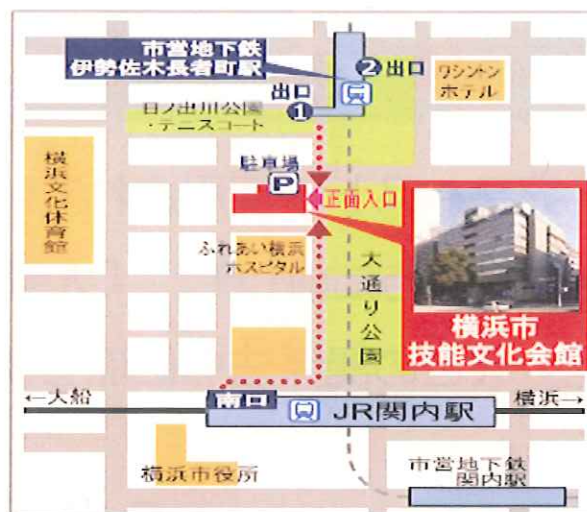 市営地下鉄
伊勢佐木長者町駅
❷出口
ワシントン
ホテル
出口
❶
日ノ出川公園
・テニスコート
横浜文化体育館
駐車場
P
正面入口
ふれあい横浜
ホスピタル
大通り公園
横浜市
技能文化会館
←大船
南口
JR関内駅
横浜→
横浜市役所
市営地下鉄
関内駅